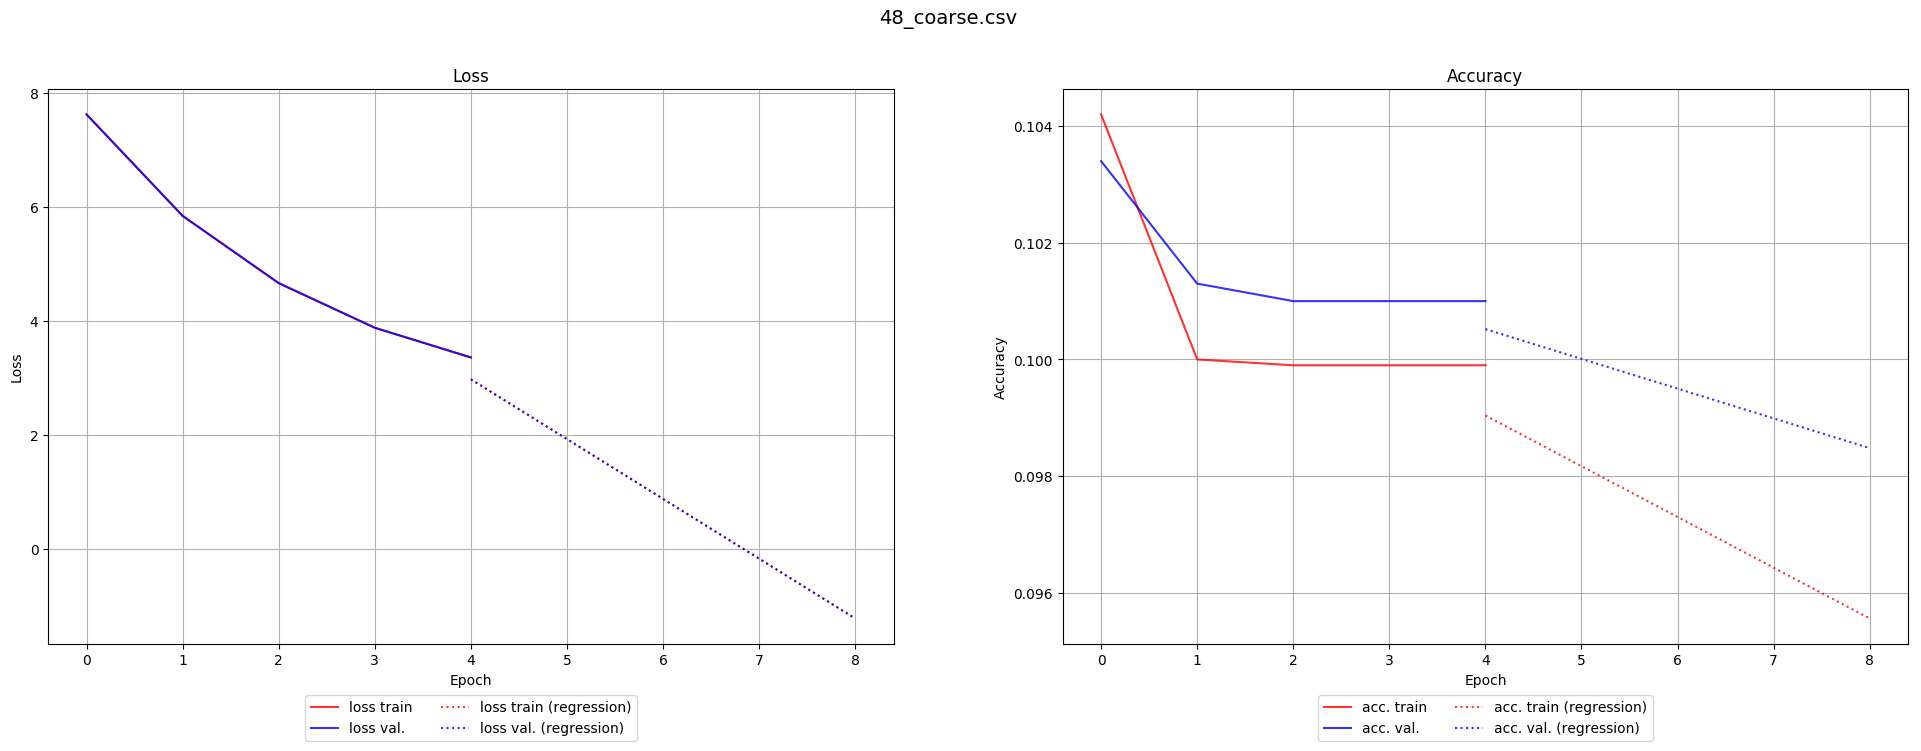 48_coarse.csv
Loss
8
6
4
2
0
Loss
0 1 2 3 4 5 6 7 8
Epoch
loss train
loss val.
loss train (regression)
loss val. (regression)
Accuracy
0.104
0.102
0.100
0.098
0.096
Accuracy
0 1 2 3 4 5 6 7 8
Epoch
acc. train
acc. val.
acc. train (regression)
acc. val. (regression)